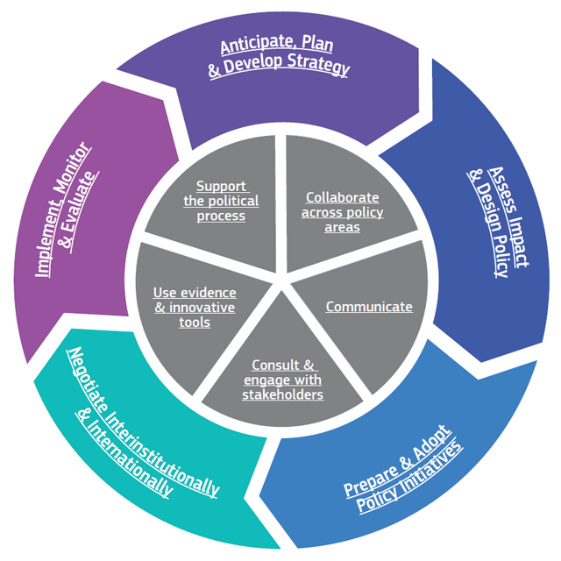 Anticipate, Plan
& Develop Strategy
Assess Impact
& Design Policy
Prepare & Adopt
Policy Initiatives
Negotiate Interinstitutionally
& Internationally
Implement, Monitor
& Evaluate
Support
the political
process
Collaborate
across policy
areas
Communicate
Consult &
engage with
stakeholders
Use evidence
& innovative
tools